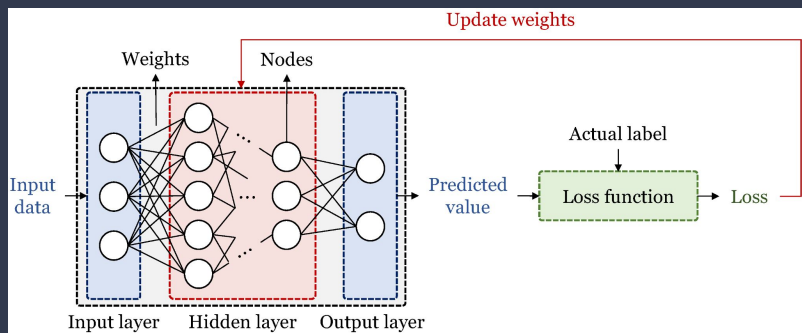 Update weights
Weights
Nodes
Actual label
Input
data
Predicted
value
Loss function
Loss
Input layer
Hidden layer
Output layer